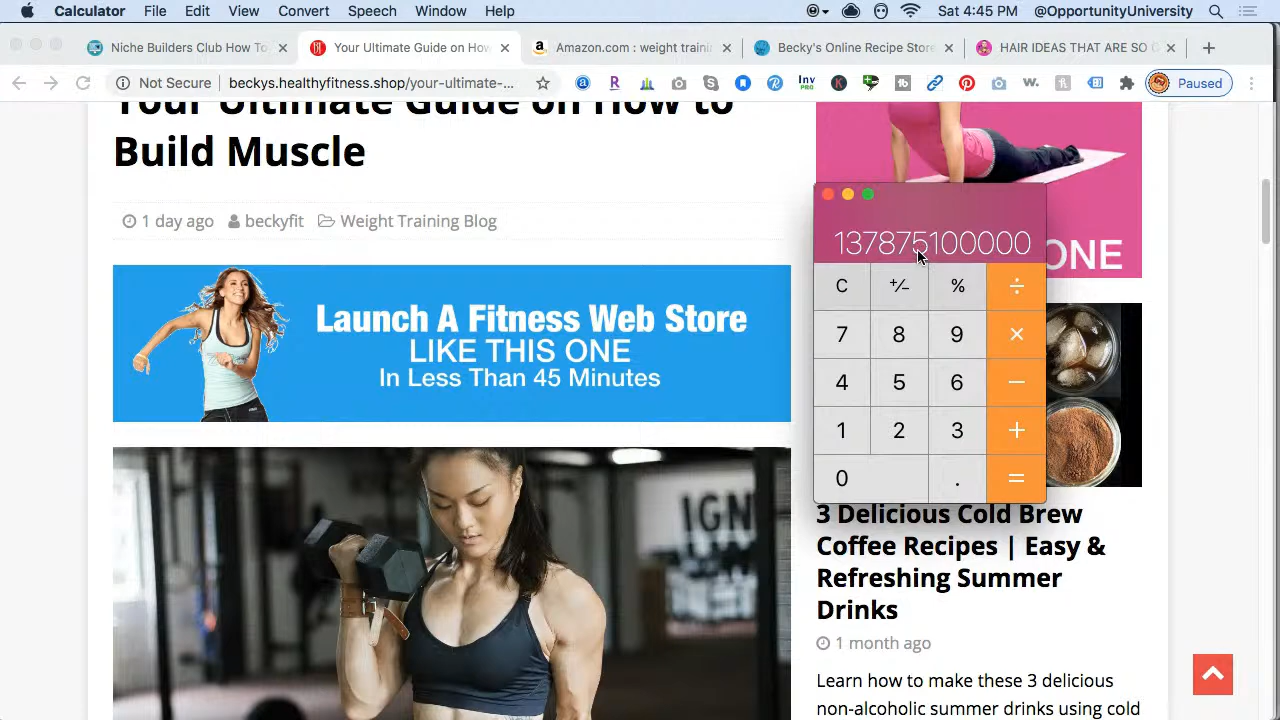 Calculator File Edit View Convert Speech Window Help Sat 4:45 PM @OpportunityUniversity
Niche Builders Club How To Your Ultimate Guide on How Amazon.com : weight traini Becky's Online Recipe Store HAIR IDEAS THAT ARE SO
Not Secure beckys.healthyfitness.shop/your-ultimate-... Inv PRO Paused
Your Ultimate Guide on How to
Build Muscle
1 day ago beckyfit Weight Training Blog
Launch A Fitness Web Store
LIKE THIS ONE
In Less Than 45 Minutes
IGN
ONE
137875100000
C +/- % ÷
7 8 9 ×
4 5 6 −
1 2 3 +
0 . =
3 Delicious Cold Brew
Coffee Recipes | Easy &
Refreshing Summer
Drinks
1 month ago
Learn how to make these 3 delicious
non-alcoholic summer drinks using cold